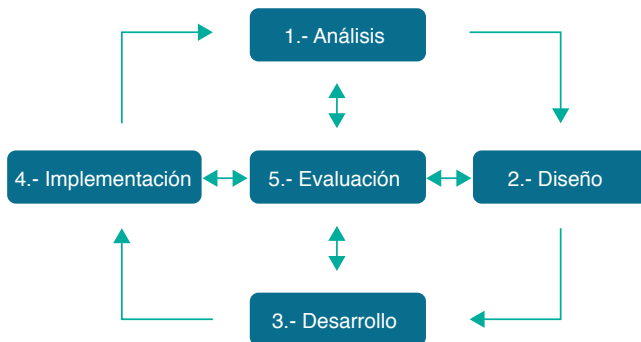 1.- Análisis
4.- Implementación
5.- Evaluación
2.- Diseño
3.- Desarrollo